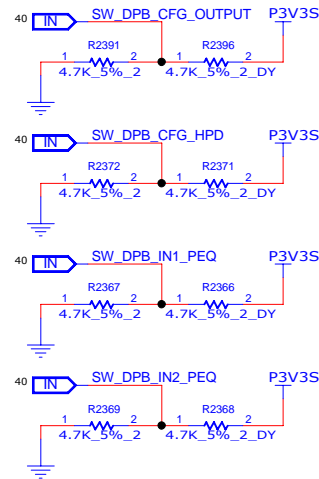 40 IN SW_DPB_CFG_OUTPUT P3V3S
R2391 R2396
1 2 1 2
4.7K_5%_2 4.7K_5%_2_DY
40 IN SW_DPB_CFG_HPD P3V3S
R2372 R2371
1 2 1 2
4.7K_5%_2 4.7K_5%_2_DY
40 IN SW_DPB_IN1_PEQ P3V3S
R2367 R2366
1 2 1 2
4.7K_5%_2 4.7K_5%_2_DY
40 IN SW_DPB_IN2_PEQ P3V3S
R2369 R2368
1 2 1 2
4.7K_5%_2 4.7K_5%_2_DY